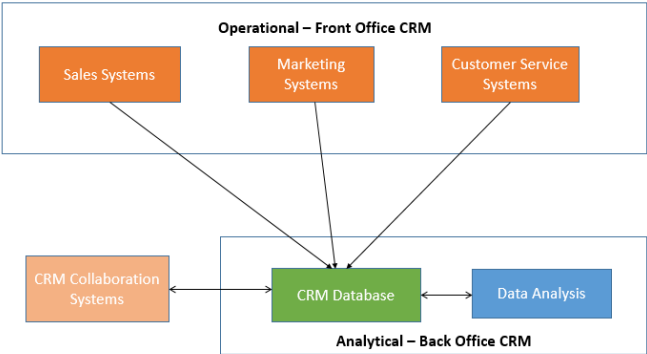 Operational – Front Office CRM
Sales Systems
Marketing
Systems
Customer Service
Systems
CRM Collaboration
Systems
CRM Database
Data Analysis
Analytical – Back Office CRM